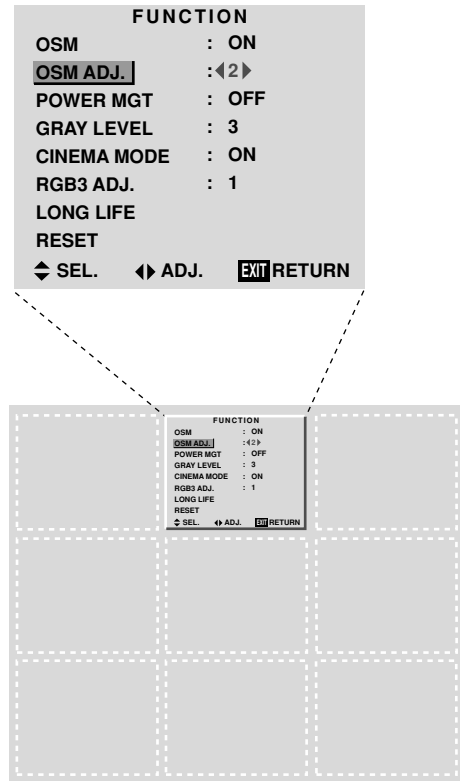 FUNCTION
OSM : ON
OSM ADJ. : 2
POWER MGT : OFF
GRAY LEVEL : 3
CINEMA MODE : ON
RGB3 ADJ. : 1
LONG LIFE
RESET
SEL. ADJ. EXIT RETURN
FUNCTION
OSM : ON
OSM ADJ. : 2
POWER MGT : OFF
GRAY LEVEL : 3
CINEMA MODE : ON
RGB3 ADJ. : 1
LONG LIFE
RESET
SEL. ADJ. EXIT RETURN